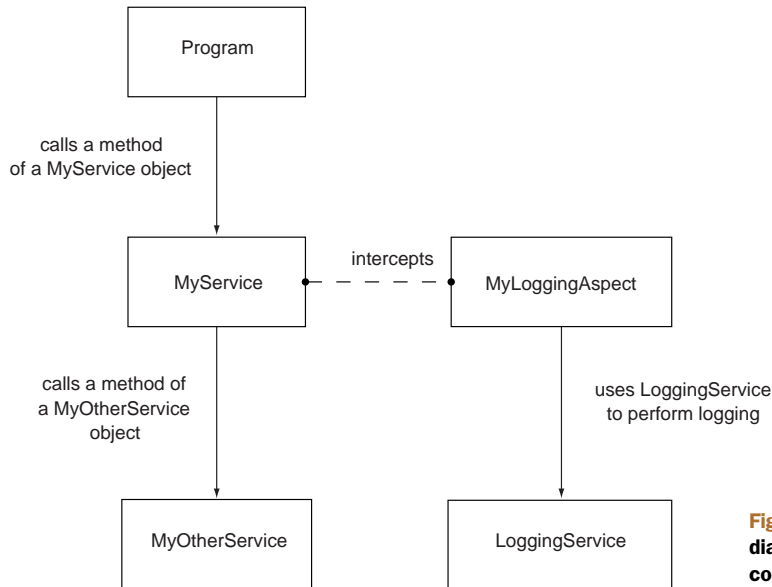 Program
calls a method
of a MyService object
MyService
intercepts
MyLoggingAspect
calls a method of
a MyOtherService
object
uses LoggingService
to perform logging
MyOtherService
LoggingService